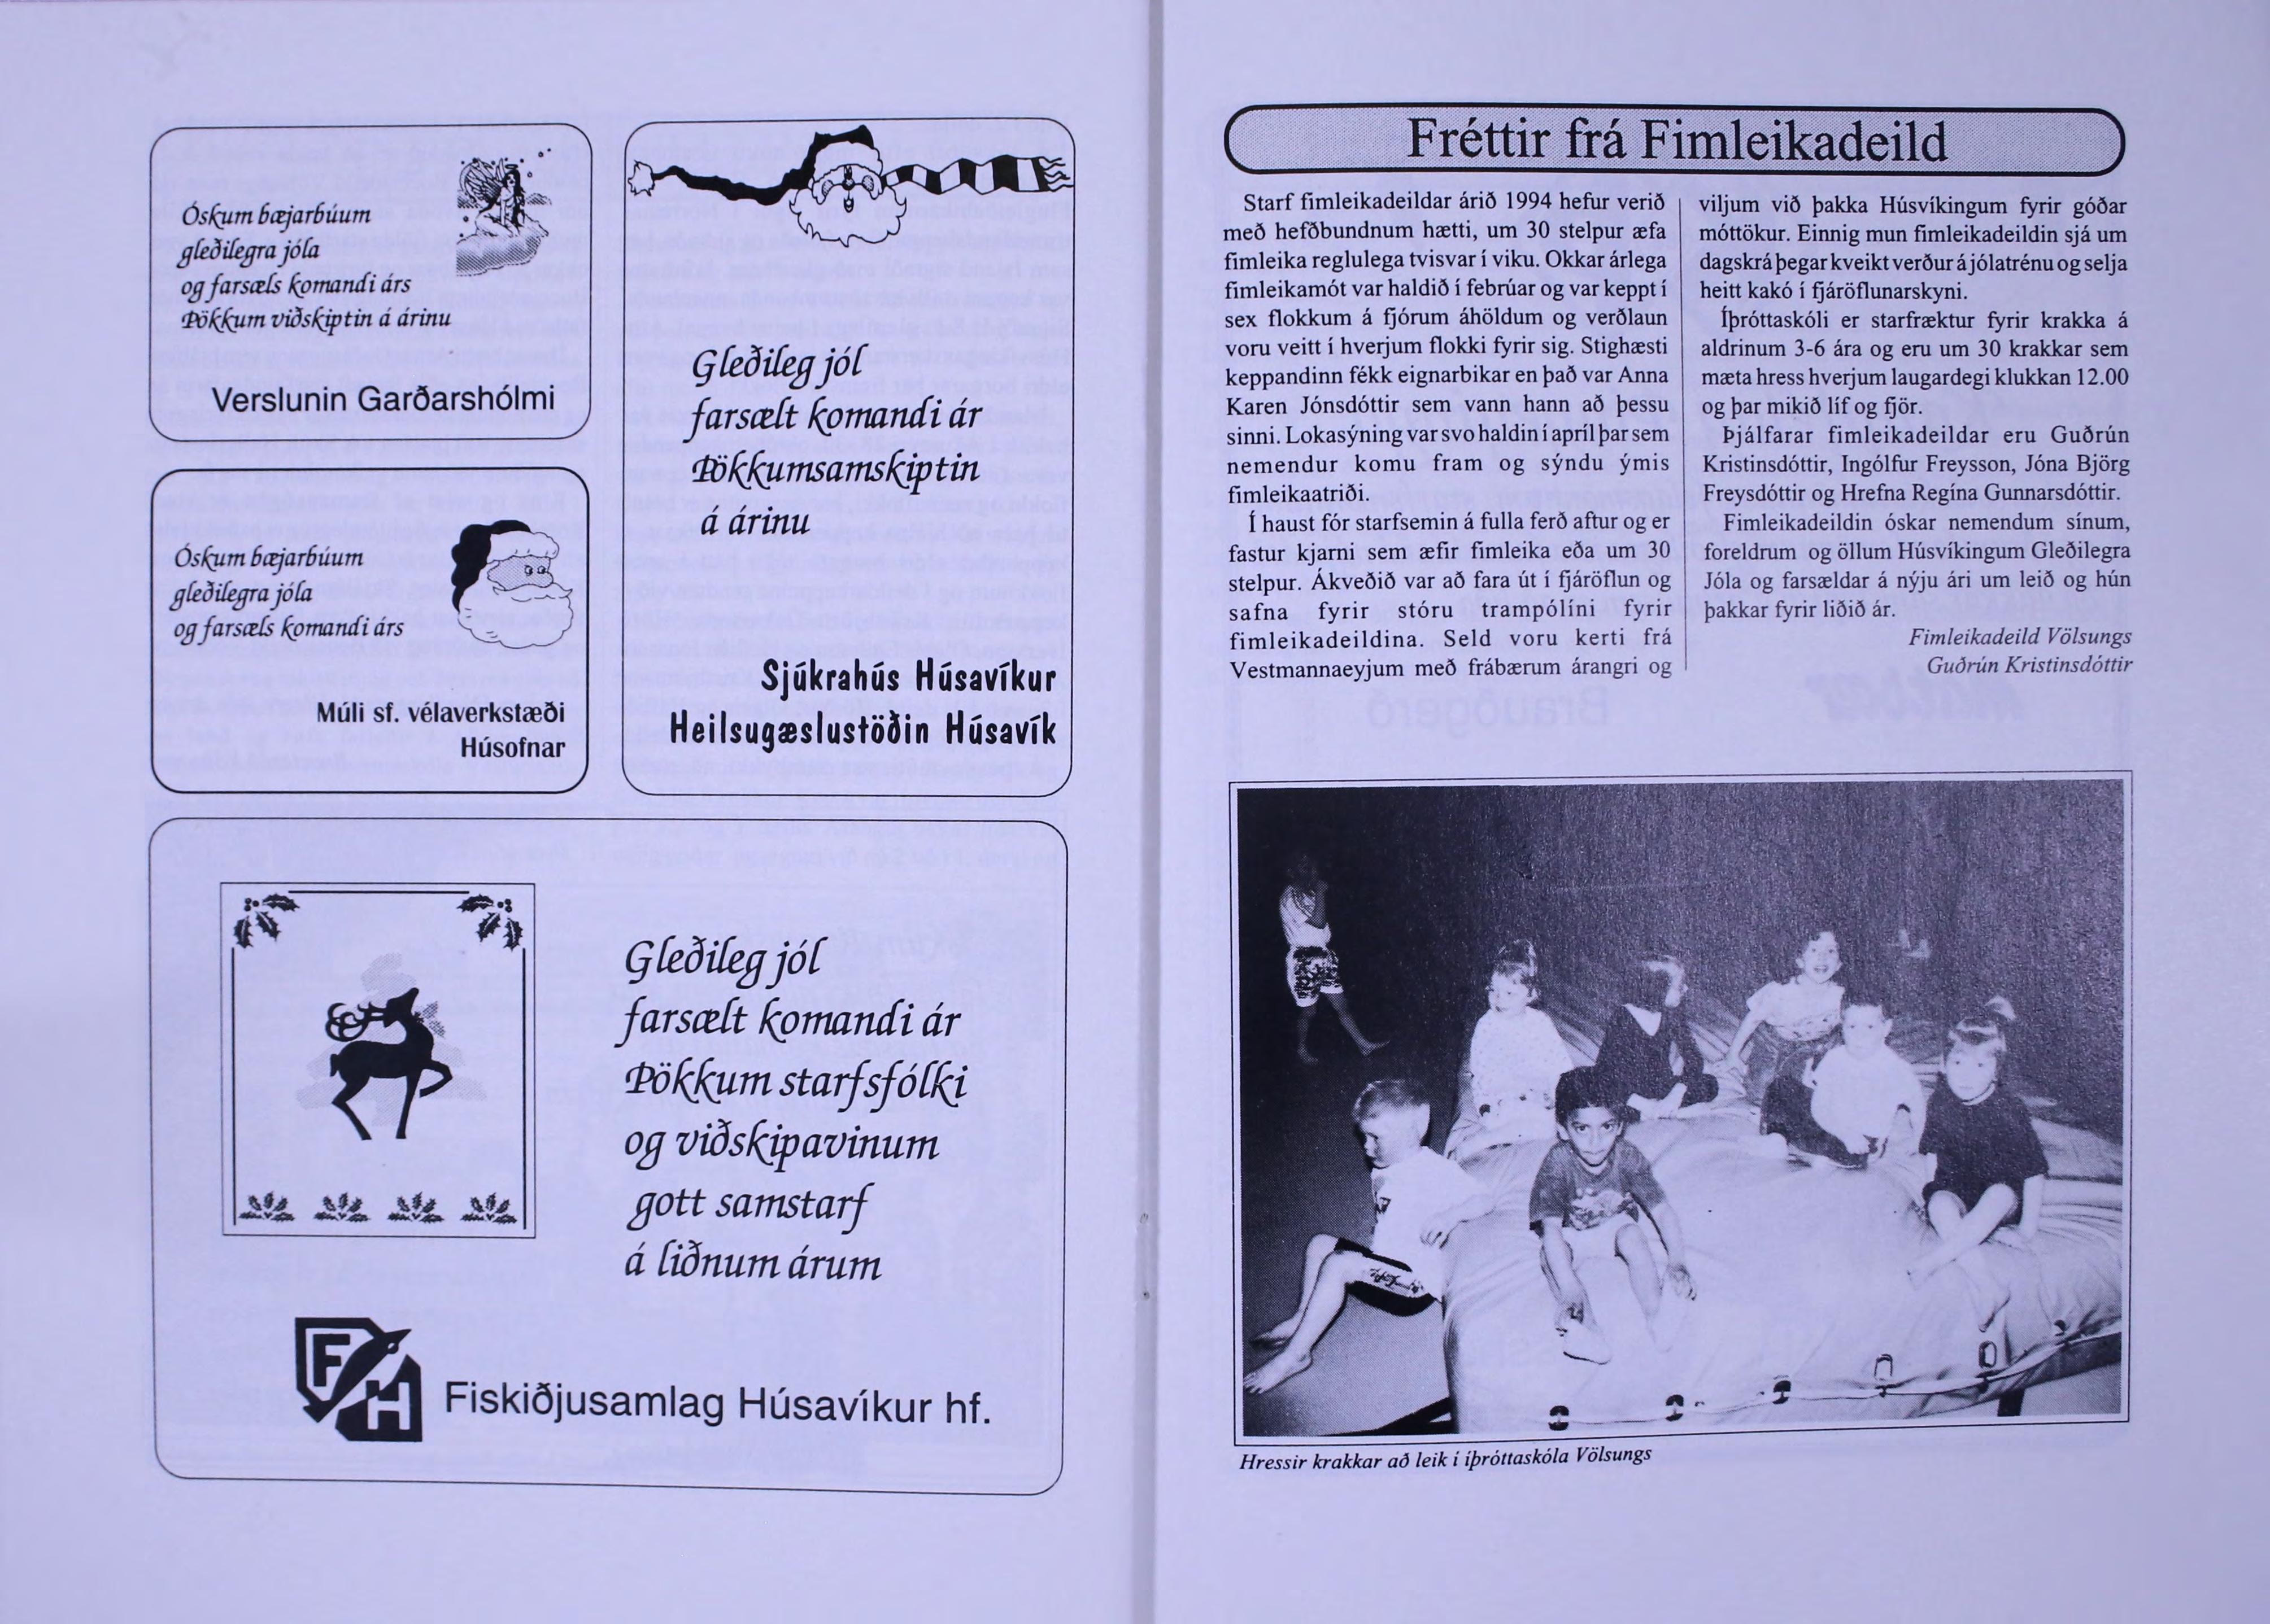 Óskum bæjarbúum
gleðilegra jóla
og farsæls komandi árs
Þökkum viðskiptin á árinu
Verslunin Garðarshólmi
Óskum bæjarbúum
gleðilegra jóla
og farsæls komandi árs
Múli sf. vélaverkstæði
Húsofnar
Gleðileg jól
farsælt komandi ár
Þökkumsamskiptin
á árinu
Sjúkrahús Húsavíkur
Heilsugæslustöðin Húsavík
Gleðileg jól
farsælt komandi ár
Þökkum starfsfólki
og viðskipavinum
gott samstarf
á liðnum árum
FH
Fiskiðjusamlag Húsavíkur hf.
Fréttir frá Fimleikadeild
Starf fimleikadeildar árið 1994 hefur verið
með hefðbundnum hætti, um 30 stelpur æfa
fimleika reglulega tvisvar í viku. Okkar árlega
fimleikamót var haldið í febrúar og var keppt í
sex flokkum á fjórum áhöldum og verðlaun
voru veitt í hverjum flokki fyrir sig. Stighæsti
keppandinn fékk eignarbikar en það var Anna
Karen Jónsdóttir sem vann hann að þessu
sinni. Lokasýning var svo haldin í apríl þar sem
nemendur komu fram og sýndu ýmis
fimleikaatriði.
Í haust fór starfsemin á fulla ferð aftur og er
fastur kjarni sem æfir fimleika eða um 30
stelpur. Ákveðið var að fara út í fjáröflun og
safna fyrir stóru trampólíni fyrir
fimleikadeildina. Seld voru kerti frá
Vestmannaeyjum með frábærum árangri og
viljum við þakka Húsvíkingum fyrir góðar
móttökur. Einnig mun fimleikadeildin sjá um
dagskrá þegar kveikt verður á jólatrénu og selja
heitt kakó í fjáröflunarskyni.
Íþróttaskóli er starfræktur fyrir krakka á
aldrinum 3-6 ára og eru um 30 krakkar sem
mæta hress hverjum laugardegi klukkan 12.00
og þar mikið líf og fjör.
Þjálfarar fimleikadeildar eru Guðrún
Kristinsdóttir, Ingólfur Freysson, Jóna Björg
Freysdóttir og Hrefna Regína Gunnarsdóttir.
Fimleikadeildin óskar nemendum sínum,
foreldrum og öllum Húsvíkingum Gleðilegra
Jóla og farsældar á nýju ári um leið og hún
þakkar fyrir liðið ár.
Fimleikadeild Völsungs
Guðrún Kristinsdóttir
Hressir krakkar að leik í íþróttaskóla Völsungs